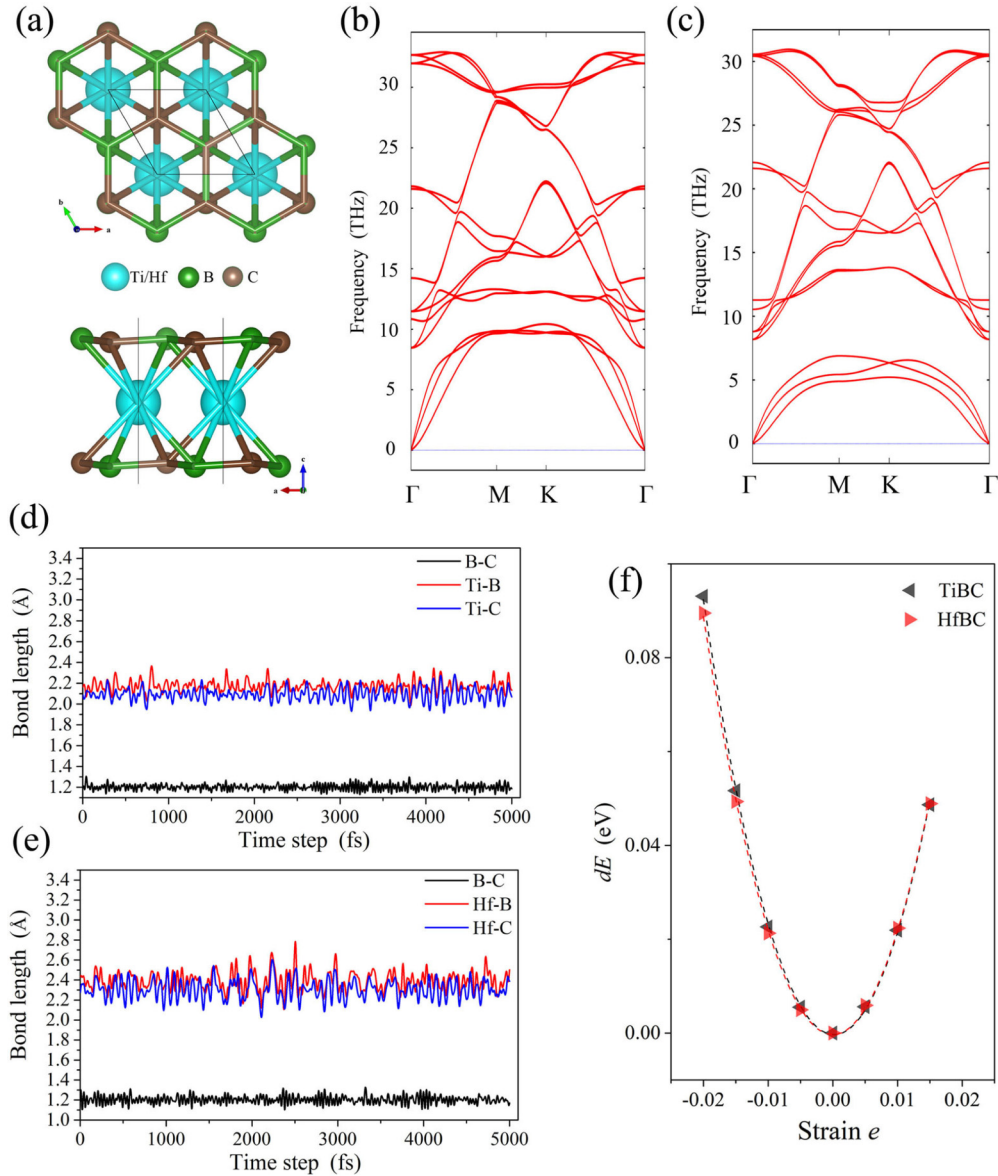 (a)
b
a
Ti/Hf B C
c
a
(b)
Frequency (THz)
30
25
20
15
10
5
0
Γ M K Γ
(c)
Frequency (THz)
30
25
20
15
10
5
0
Γ M K Γ
(d)
Bond length (Å)
3.4
3.2
3.0
2.8
2.6
2.4
2.2
2.0
1.8
1.6
1.4
1.2
B-C
Ti-B
Ti-C
0 1000 2000 3000 4000 5000
Time step (fs)
(e)
Bond length (Å)
3.4
3.2
3.0
2.8
2.6
2.4
2.2
2.0
1.8
1.6
1.4
1.2
1.0
B-C
Hf-B
Hf-C
0 1000 2000 3000 4000 5000
Time step (fs)
(f)
TiBC
HfBC
dE (eV)
0.08
0.04
0.00
-0.02 -0.01 0.00 0.01 0.02
Strain e